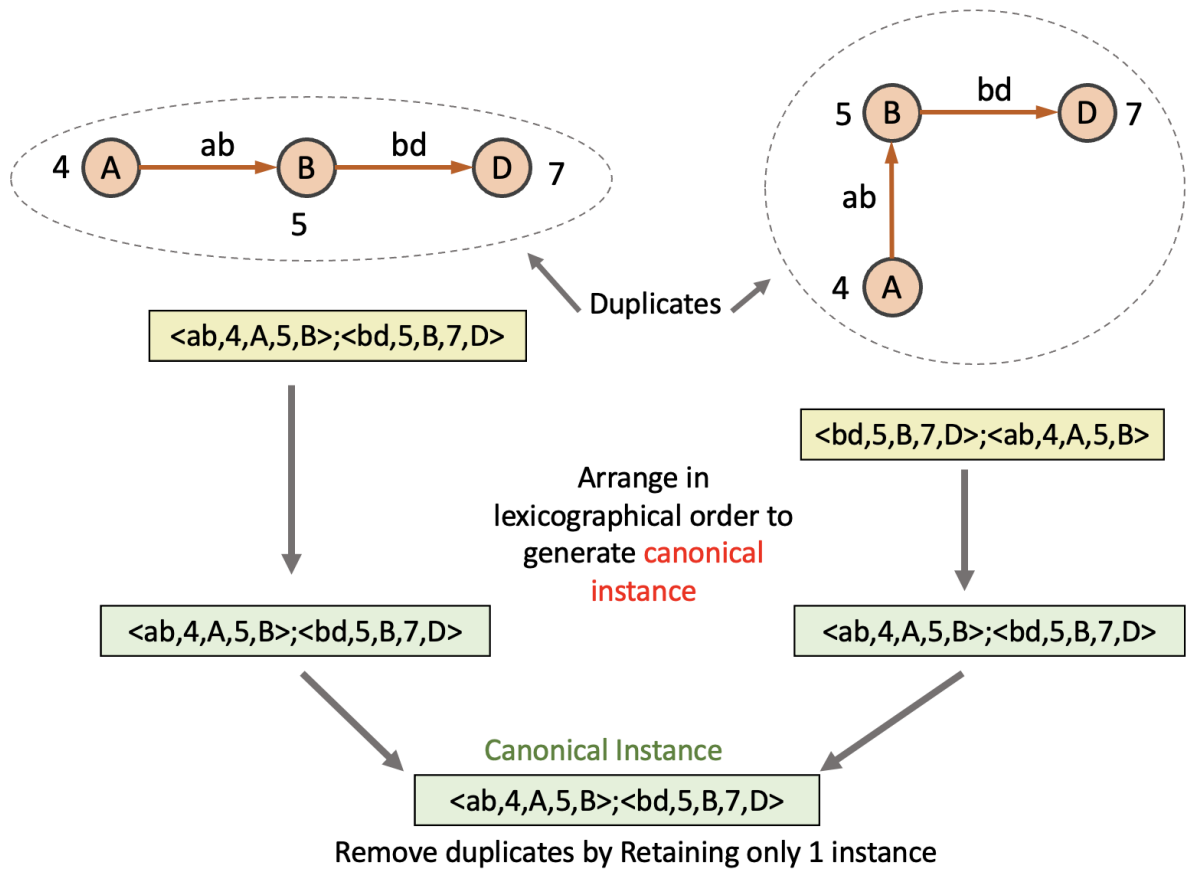 4 A ab B bd D 7
5
5 B bd D 7
ab
4 A
Duplicates
<ab,4,A,5,B>;<bd,5,B,7,D>
<bd,5,B,7,D>;<ab,4,A,5,B>
Arrange in
lexicographical order to
generate canonical
instance
<ab,4,A,5,B>;<bd,5,B,7,D>
<ab,4,A,5,B>;<bd,5,B,7,D>
Canonical Instance
<ab,4,A,5,B>;<bd,5,B,7,D>
Remove duplicates by Retaining only 1 instance